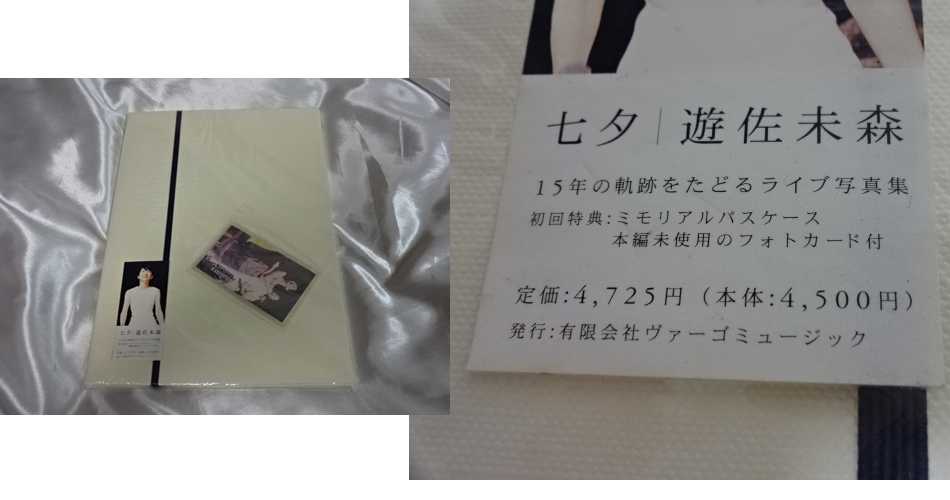 七夕 遊佐未森
七夕｜遊佐未森
15年の軌跡をたどるライブ写真集
初回特典:ミモリアルパスケース
本編未使用のフォトカード付
定価:4,725円（本体:4,500円）
発行:有限会社ヴァーゴミュージック